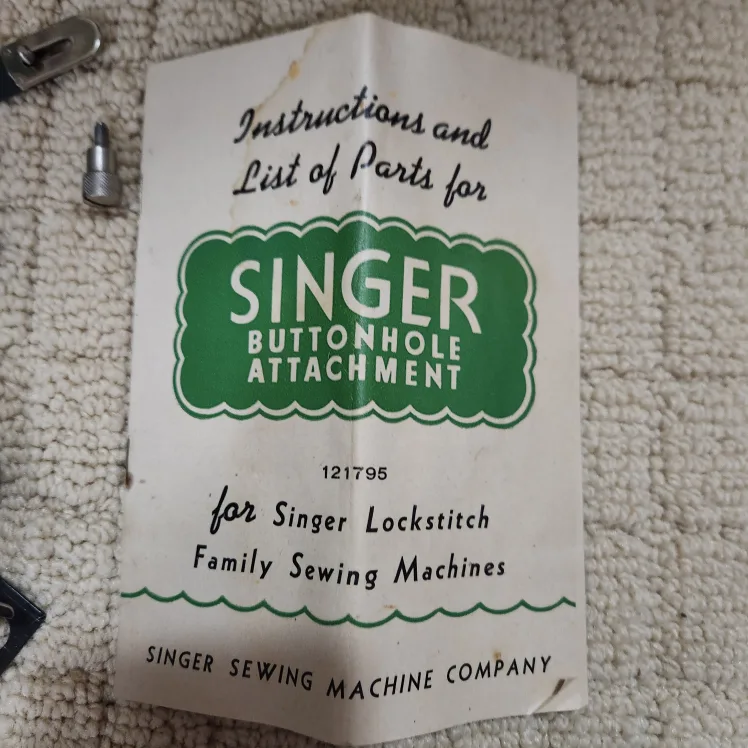 Instructions and
List of Parts for
SINGER
BUTTONHOLE
ATTACHMENT
121795
for Singer Lockstitch
Family Sewing Machines
SINGER SEWING MACHINE COMPANY